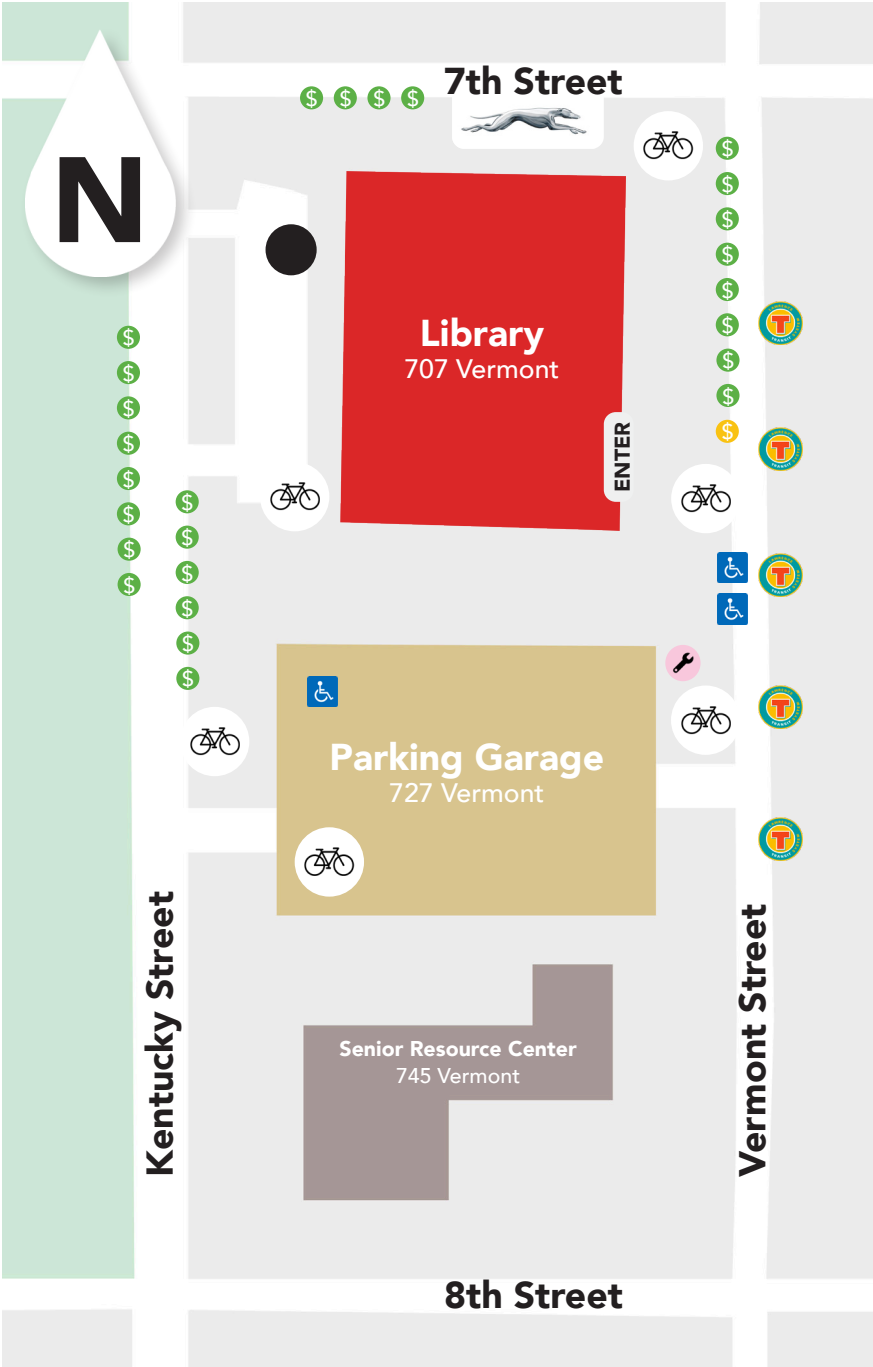 7th Street
$ $ $ $
N
$
$
$
$
$
$
$
$
$
Library
707 Vermont
ENTER
T
T
T
T
T
$
$
$
$
$
$
$
$
$
$
$
$
$
$
Parking Garage
727 Vermont
Kentucky Street
Vermont Street
Senior Resource Center
745 Vermont
8th Street